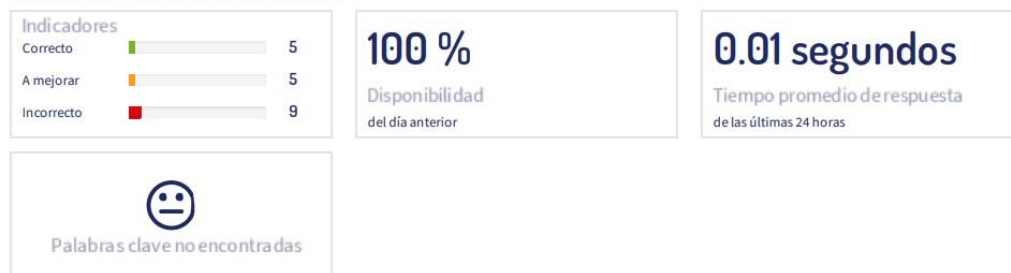 Indicadores
Correcto 5
A mejorar 5
Incorrecto 9
100 %
Disponibilidad
del día anterior
0.01 segundos
Tiempo promedio de respuesta
de las últimas 24 horas
Palabras clave no encontradas